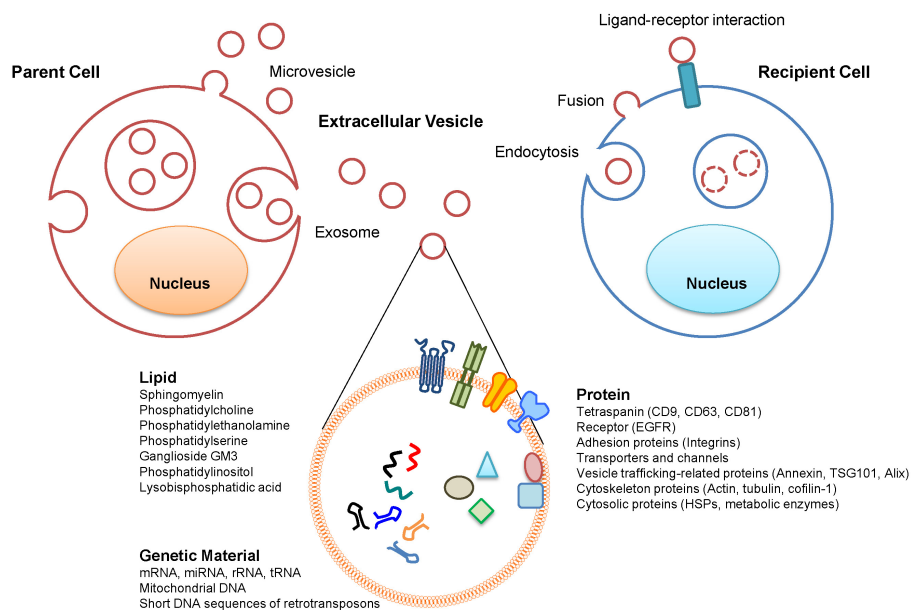 Ligand-receptor interaction
Parent Cell
Microvesicle
Recipient Cell
Fusion
Extracellular Vesicle
Endocytosis
Exosome
Nucleus
Nucleus
Lipid
Sphingomyelin
Phosphatidylcholine
Phosphatidylethanolamine
Phosphatidylserine
Ganglioside GM3
Phosphatidylinositol
Lysobisphosphatidic acid
Protein
Tetraspanin (CD9, CD63, CD81)
Receptor (EGFR)
Adhesion proteins (Integrins)
Transporters and channels
Vesicle trafficking-related proteins (Annexin, TSG101, Alix)
Cytoskeleton proteins (Actin, tubulin, cofilin-1)
Cytosolic proteins (HSPs, metabolic enzymes)
Genetic Material
mRNA, miRNA, rRNA, tRNA
Mitochondrial DNA
Short DNA sequences of retrotransposons